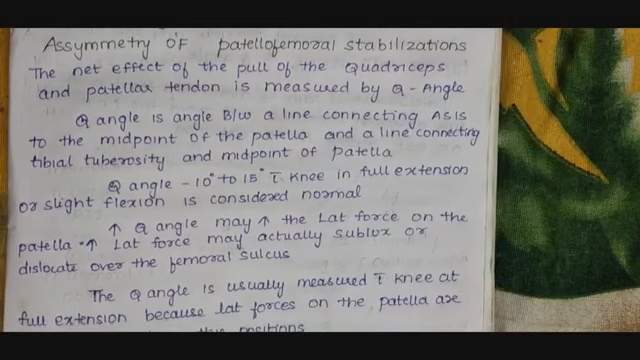 Assymetry OF patellofemoral stabilizations
The net effect of the pull of the Quadriceps
and patellar tendon is measured by Q - Angle
Q angle is angle B/w a line connecting ASIS
to the midpoint of the patella and a line connecting
tibial tuberosity and midpoint of Patella
Q angle - 10° to 15° c̅ knee in full extension
or slight flexion is considered normal
↑ Q angle may ↑ the Lat force on the
patella. ↑ Lat force may actually sublux or
dislocate over the femoral sulcus
The Q angle is usually measured c̅ knee at
full extension because lat forces on the patella are
positions